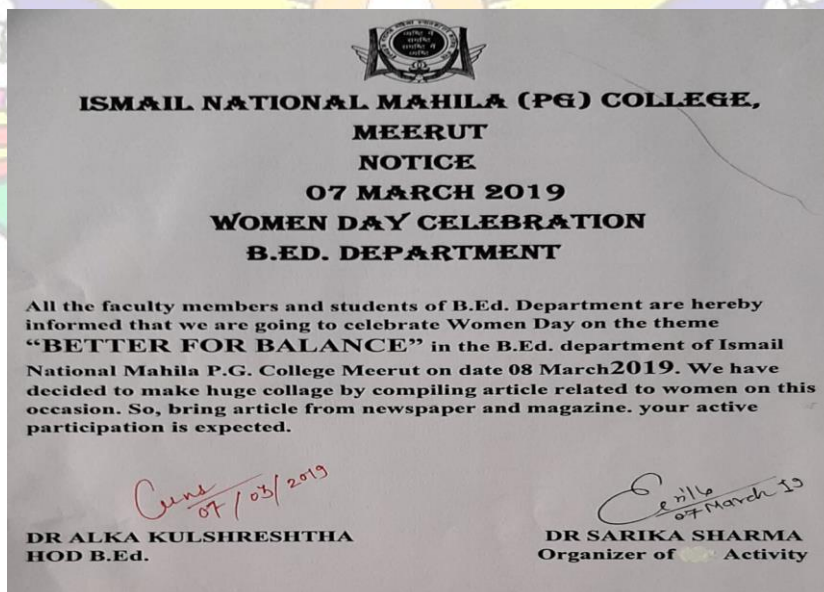 व्यष्टि में
समष्टि
समष्टि में
व्यष्टि
ISMAIL NATIONAL MAHILA (PG) COLLEGE,
MEERUT
NOTICE
07 MARCH 2019
WOMEN DAY CELEBRATION
B.ED. DEPARTMENT
All the faculty members and students of B.Ed. Department are hereby
informed that we are going to celebrate Women Day on the theme
“BETTER FOR BALANCE” in the B.Ed. department of Ismail
National Mahila P.G. College Meerut on date 08 March2019. We have
decided to make huge collage by compiling article related to women on this
occasion. So, bring article from newspaper and magazine. your active
participation is expected.
07/03/2019
07 March 19
DR ALKA KULSHRESHTHA
HOD B.Ed.
DR SARIKA SHARMA
Organizer of Activity